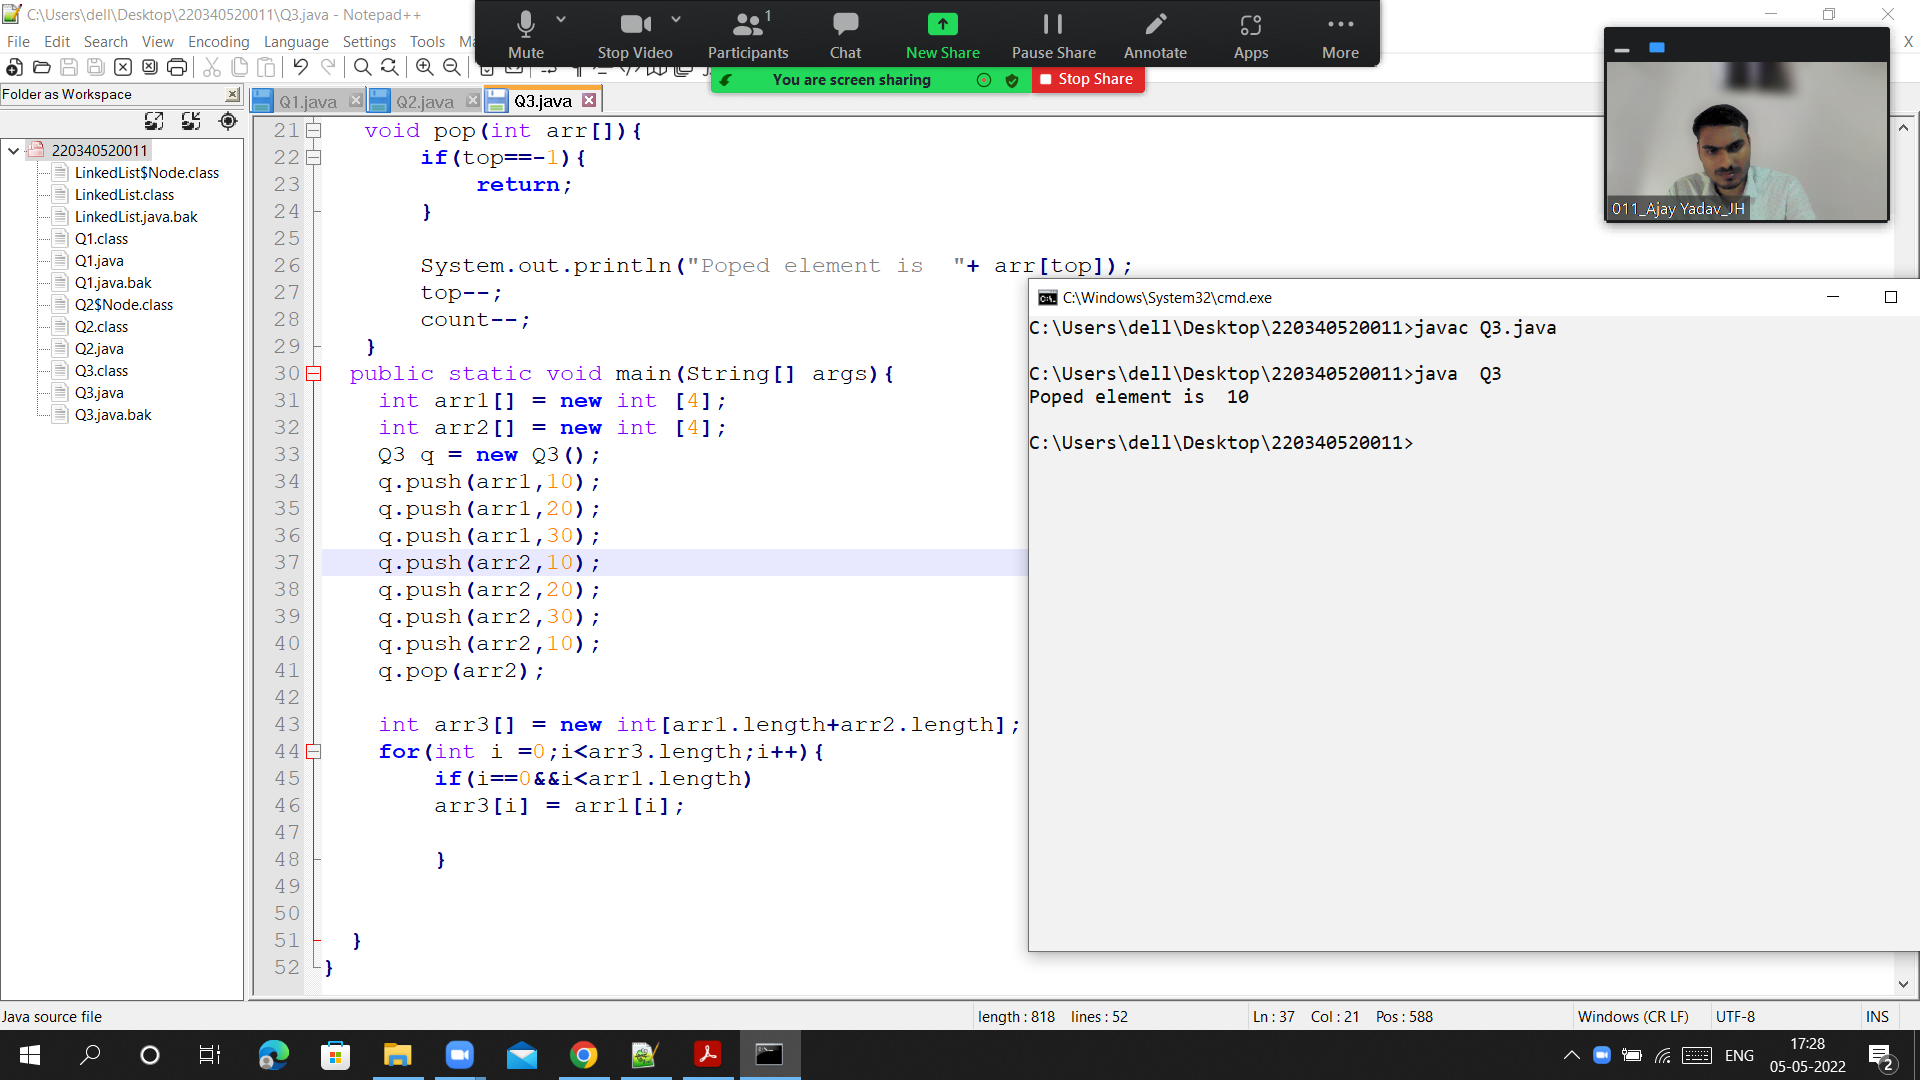 C:\Users\dell\Desktop\220340520011\Q3.java - Notepad++
File Edit Search View Encoding Language Settings Tools
Mute
Stop Video
1
Participants
Chat
New Share
Pause Share
Annotate
Apps
More
You are screen sharing
Stop Share
X
011_Ajay Yadav_JH
Folder as Workspace
220340520011
LinkedList$Node.class
LinkedList.class
LinkedList.java.bak
Q1.class
Q1.java
Q1.java.bak
Q2$Node.class
Q2.class
Q2.java
Q3.class
Q3.java
Q3.java.bak
Q1.java Q2.java Q3.java
21 void pop(int arr[]){
22 if(top==-1){
23 return;
24 }
25
26 System.out.println("Poped element is  "+ arr[top]);
27 top--;
28 count--;
29 }
30 public static void main(String[] args){
31 int arr1[] = new int [4];
32 int arr2[] = new int [4];
33 Q3 q = new Q3();
34 q.push(arr1,10);
35 q.push(arr1,20);
36 q.push(arr1,30);
37 q.push(arr2,10);
38 q.push(arr2,20);
39 q.push(arr2,30);
40 q.push(arr2,10);
41 q.pop(arr2);
42
43 int arr3[] = new int[arr1.length+arr2.length];
44 for(int i =0;i<arr3.length;i++){
45 if(i==0&&i<arr1.length)
46 arr3[i] = arr1[i];
47
48 }
49
50
51 }
52 }
C:\Windows\System32\cmd.exe
C:\Users\dell\Desktop\220340520011>javac Q3.java
C:\Users\dell\Desktop\220340520011>java  Q3
Poped element is  10
C:\Users\dell\Desktop\220340520011>
Java source file length : 818 lines : 52 Ln : 37 Col : 21 Pos : 588 Windows (CR LF) UTF-8 INS
ENG
17:28
05-05-2022
2